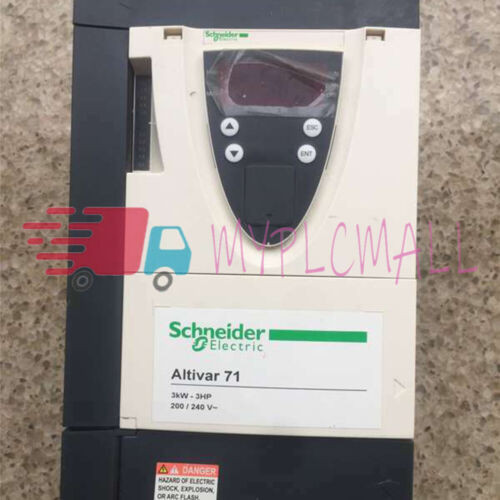 Schneider
Electric
ESC
ENT
MYPLCMALL
Schneider
Electric
Altivar 71
3kW - 3HP
200 / 240 V~
DANGER
HAZARD OF ELECTRIC
SHOCK, EXPLOSION,
OR ARC FLASH